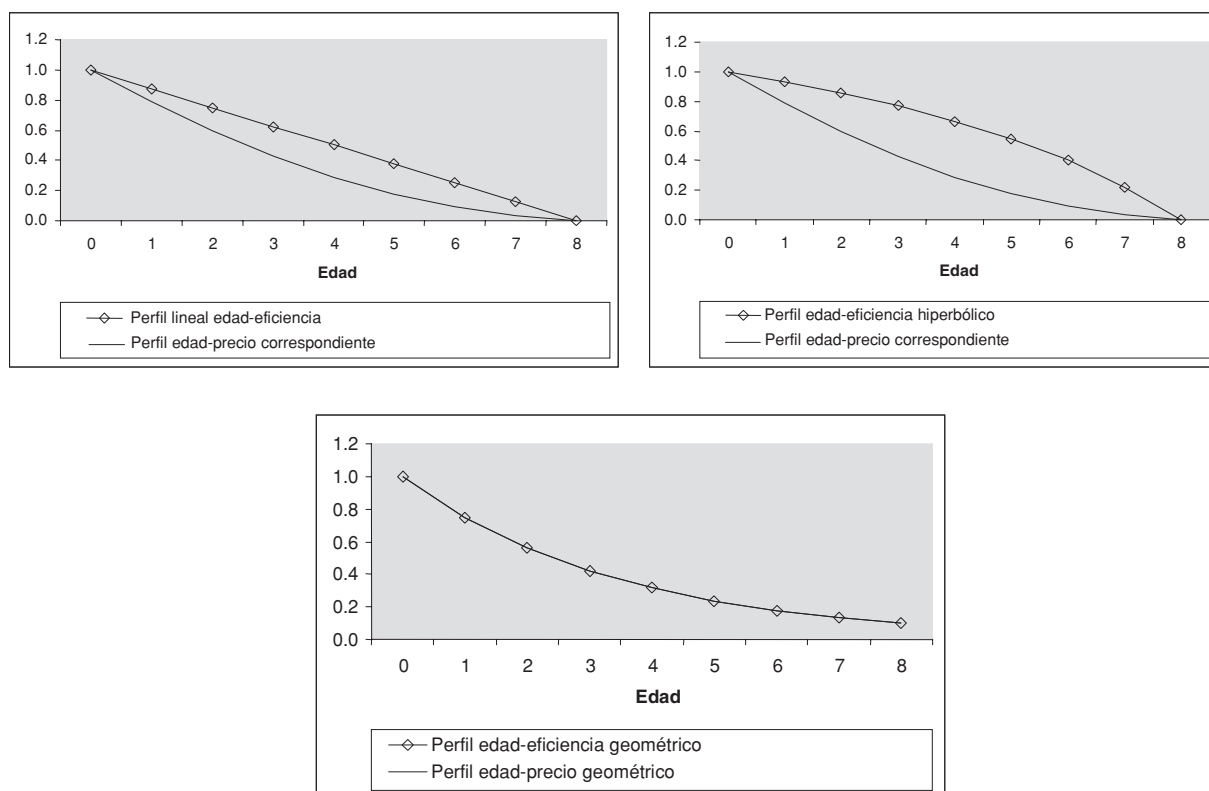 1.2
1.0
0.8
0.6
0.4
0.2
0.0
0 1 2 3 4 5 6 7 8
Edad
Perfil lineal edad-eficiencia
Perfil edad-precio correspondiente
1.2
1.0
0.8
0.6
0.4
0.2
0.0
0 1 2 3 4 5 6 7 8
Edad
Perfil edad-eficiencia hiperbólico
Perfil edad-precio correspondiente
1.2
1.0
0.8
0.6
0.4
0.2
0.0
0 1 2 3 4 5 6 7 8
Edad
Perfil edad-eficiencia geométrico
Perfil edad-precio geométrico